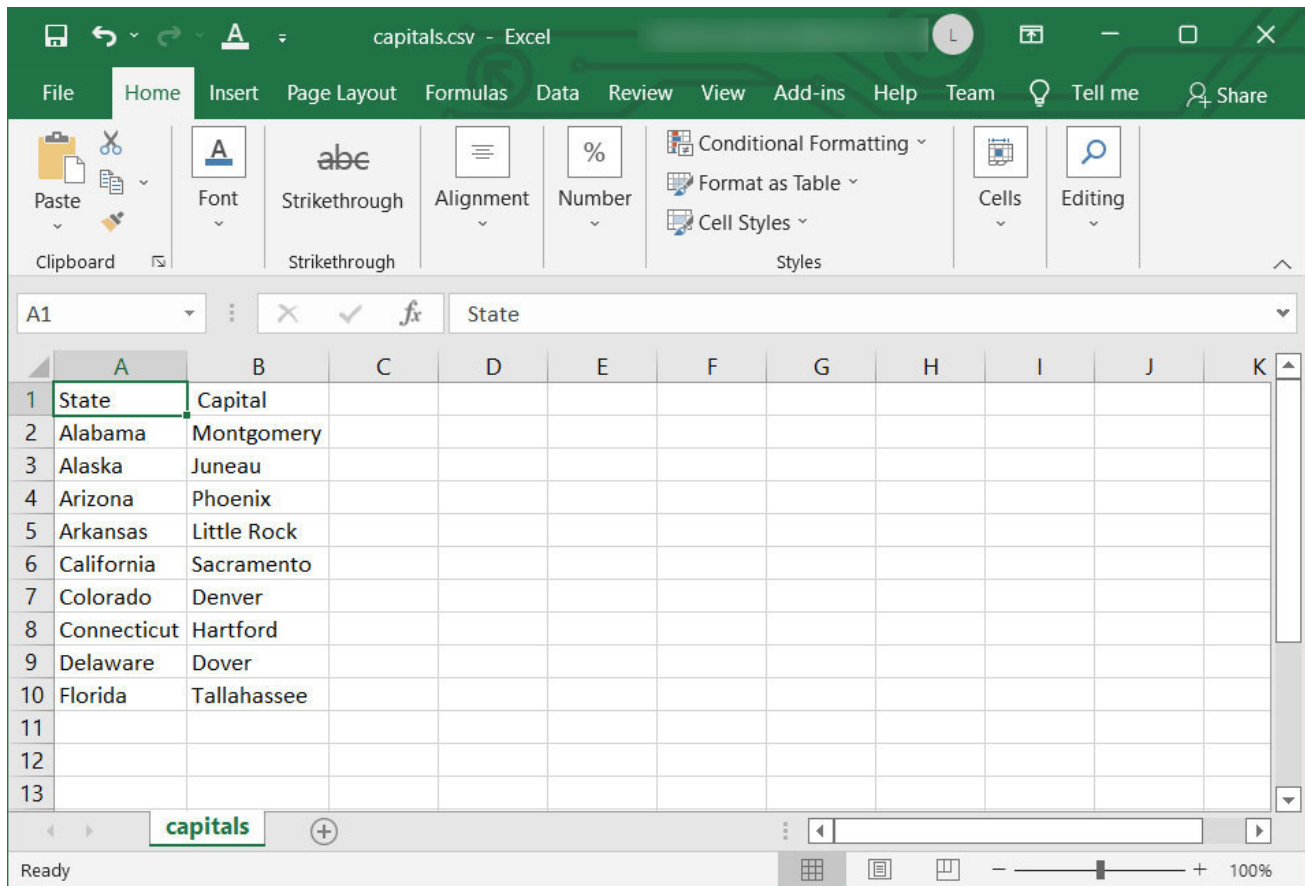 A capitals.csv - Excel L
File Home Insert Page Layout Formulas Data Review View Add-ins Help Team Tell me Share
Paste
Clipboard
A
Font
abc
Strikethrough
Strikethrough
Alignment
%
Number
Conditional Formatting
Format as Table
Cell Styles
Styles
Cells
Editing
A1 fx State
A B C D E F G H I J K
1 State Capital
2 Alabama Montgomery
3 Alaska Juneau
4 Arizona Phoenix
5 Arkansas Little Rock
6 California Sacramento
7 Colorado Denver
8 Connecticut Hartford
9 Delaware Dover
10 Florida Tallahassee
11
12
13
capitals
Ready 100%